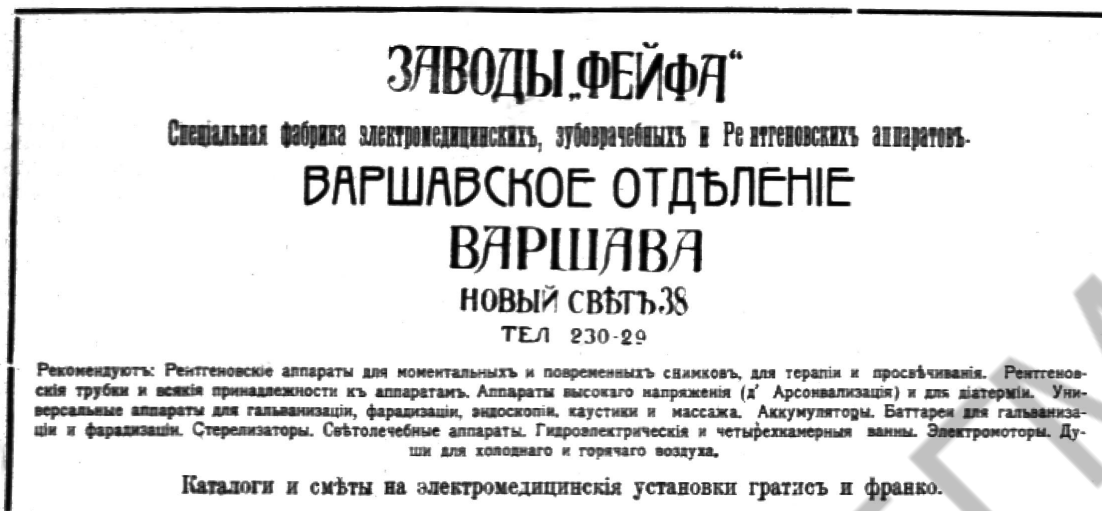 ЗАВОДЫ „ФЕЙФА“
Спеціальная фабрика электромедицинскихъ, зубоврачебныхъ и Ре нтгеновскихъ аппаратовъ.
ВАРШАВСКОЕ ОТДѢЛЕНІЕ
ВАРШАВА
НОВЫЙ СВѢТЪ 38
ТЕЛ 230-29
Рекомендуютъ: Рентгеновскіе аппараты для моментальныхъ и повременныхъ снимковъ, для терапіи и просвѣчиванія. Рентгенов-
скія трубки и всякія принадлежности къ аппаратамъ. Аппараты высокаго напряженія (д' Арсонвализація) и для діатерміи. Уни-
версальные аппараты для гальванизаціи, фарадизаціи, эндоскопіи, каустики и массажа. Аккумуляторы. Баттареи для гальваниза-
ціи и фарадизаціи. Стерелизаторы. Свѣтолечебные аппараты. Гидроэлектрическія и четырехкамерныя ванны. Электромоторы. Ду-
ши для холоднаго и горячаго воздуха.
Каталоги и смѣты на электромедицинскія установки гратисъ и франко.